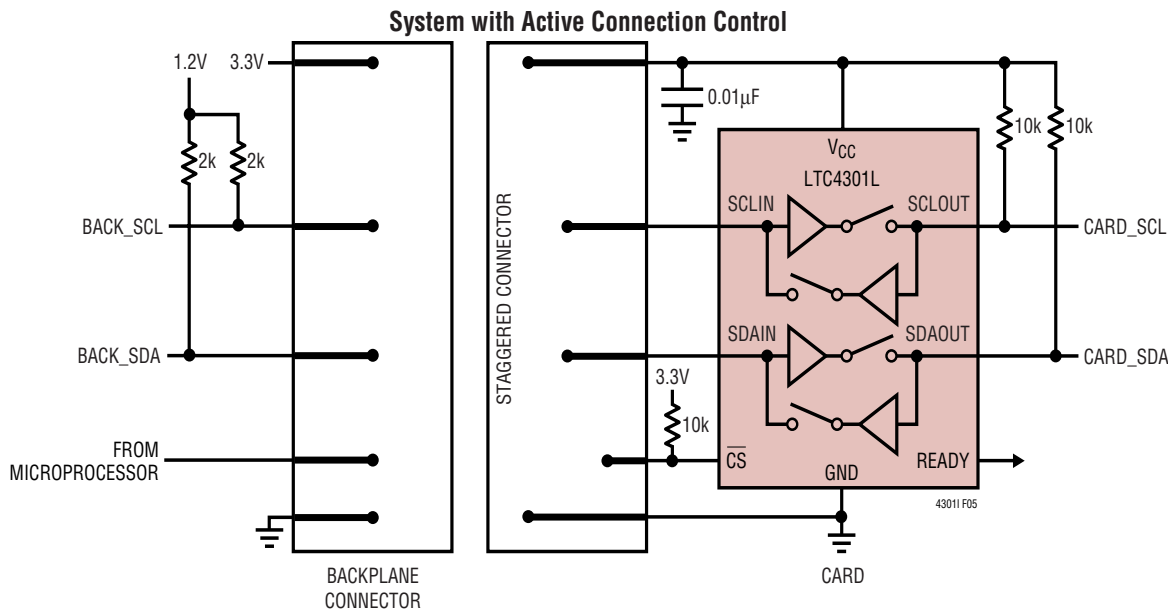 System with Active Connection Control
1.2V
3.3V
2k
2k
BACK_SCL
BACK_SDA
FROM
MICROPROCESSOR
BACKPLANE
CONNECTOR
STAGGERED CONNECTOR
0.01µF
10k
10k
VCC
LTC4301L
SCLIN
SCLOUT
CARD_SCL
SDAIN
SDAOUT
CARD_SDA
3.3V
10k
CS
GND
READY
4301l F05
CARD